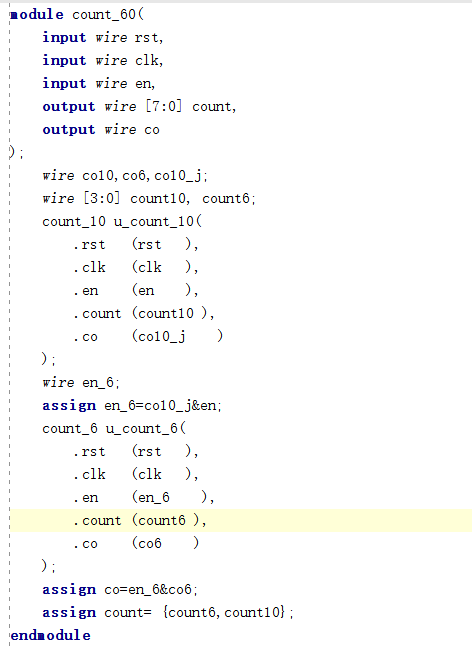 module count_60(
    input wire rst,
    input wire clk,
    input wire en,
    output wire [7:0] count,
    output wire co
);
    wire co10,co6,co10_j;
    wire [3:0] count10, count6;
    count_10 u_count_10(
        .rst   (rst   ),
        .clk   (clk   ),
        .en    (en    ),
        .count (count10 ),
        .co    (co10_j    )
    );
    wire en_6;
    assign en_6=co10_j&en;
    count_6 u_count_6(
        .rst   (rst   ),
        .clk   (clk   ),
        .en    (en_6    ),
        .count (count6 ),
        .co    (co6    )
    );
    assign co=en_6&co6;
    assign count= {count6,count10};
endmodule